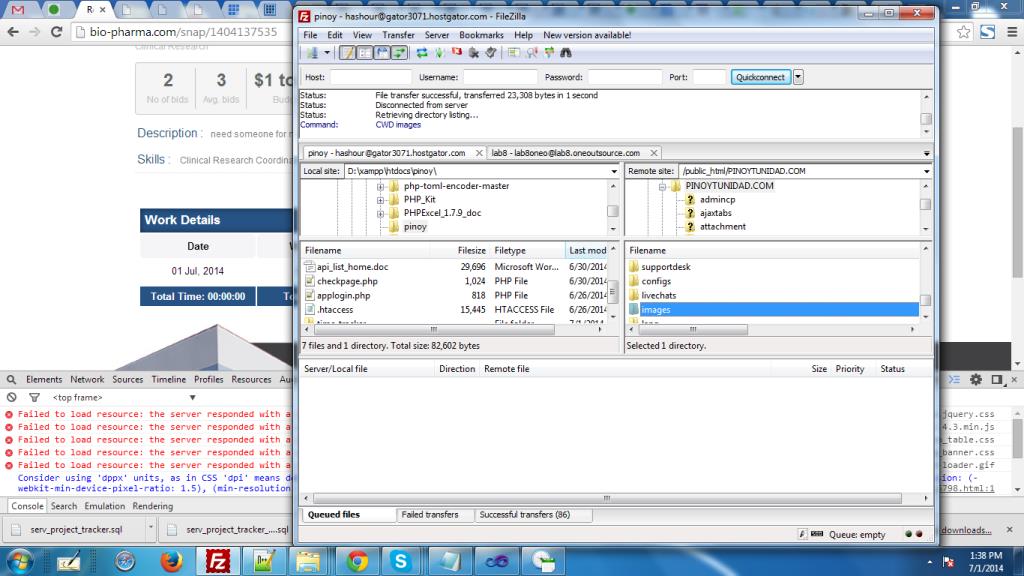 pinoy - hashour@gator3071.hostgator.com - FileZilla
File Edit View Transfer Server Bookmarks Help New version available!
bio-pharma.com/snap/1404137535
Host: Username: Password: Port: Quickconnect
Clinical Research
2 3 $1 to
No of bids Avg. bids
Description : need someone for
Skills : Clinical Research Coordina
Work Details
Date
01 Jul, 2014
Total Time: 00:00:00
Status: File transfer successful, transferred 23,308 bytes in 1 second
Status: Disconnected from server
Status: Retrieving directory listing...
Command: CWD images
pinoy - hashour@gator3071.hostgator.com lab8 - lab8oneo@lab8.oneoutsource.com
Local site: D:\xampp\htdocs\pinoy\
php-toml-encoder-master
PHP_Kit
PHPExcel_1.7.9_doc
pinoy
Remote site: /public_html/PINOYTUNIDAD.COM
PINOYTUNIDAD.COM
admincp
ajaxtabs
attachment
Filename Filesize Filetype Last mod
api_list_home.doc 29,696 Microsoft Wor... 6/30/2014
checkpage.php 1,024 PHP File 6/30/2014
applogin.php 818 PHP File 6/26/2014
.htaccess 15,445 HTACCESS File 6/26/2014
7 files and 1 directory. Total size: 82,602 bytes
Filename
supportdesk
configs
livechats
images
Selected 1 directory.
Server/Local file Direction Remote file Size Priority Status
Queued files Failed transfers Successful transfers (86)
Queue: empty
Elements Network Sources Timeline Profiles Resources Au
<top frame>
Failed to load resource: the server responded with a jquery.css
Failed to load resource: the server responded with a 4.3.min.js
Failed to load resource: the server responded with a _table.css
Failed to load resource: the server responded with a _banner.css
Failed to load resource: the server responded with a loader.gif
Consider using 'dppx' units, as in CSS 'dpi' means d sion: (-
webkit-min-device-pixel-ratio: 1.5), (min-resolution 798.html:1
Console Search Emulation Rendering
serv_project_tracker.sql serv_project_tracker_....sql downloads...
1:38 PM
7/1/2014